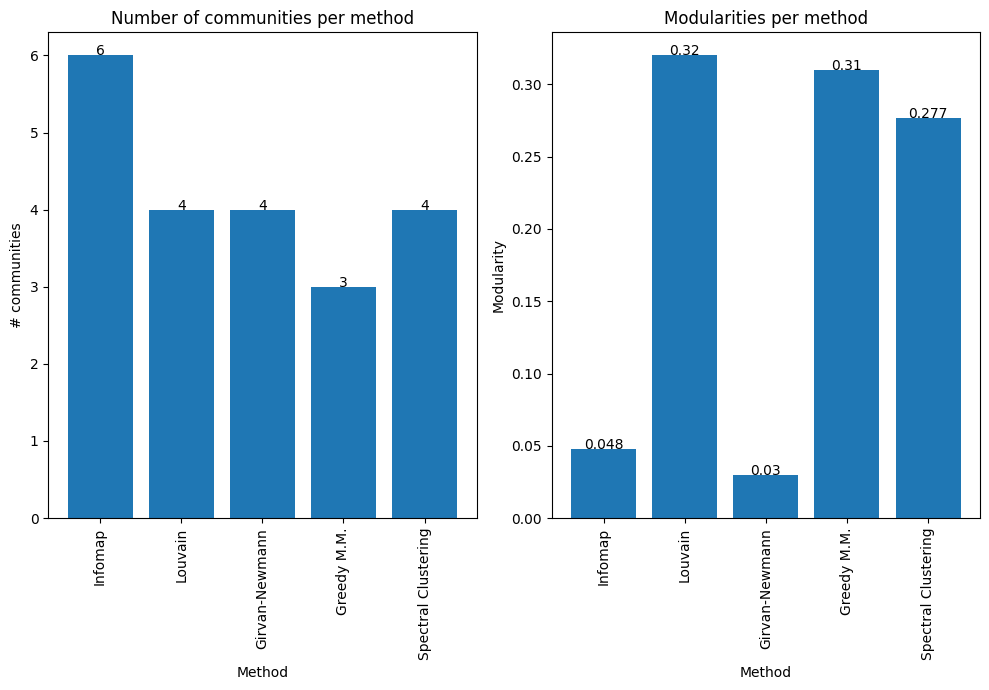 Number of communities per method
# communities
6
5
4
3
2
1
0
6
4
4
3
4
Infomap
Louvain
Girvan-Newmann
Greedy M.M.
Spectral Clustering
Method
Modularities per method
Modularity
0.30
0.25
0.20
0.15
0.10
0.05
0.00
0.048
0.32
0.03
0.31
0.277
Infomap
Louvain
Girvan-Newmann
Greedy M.M.
Spectral Clustering
Method